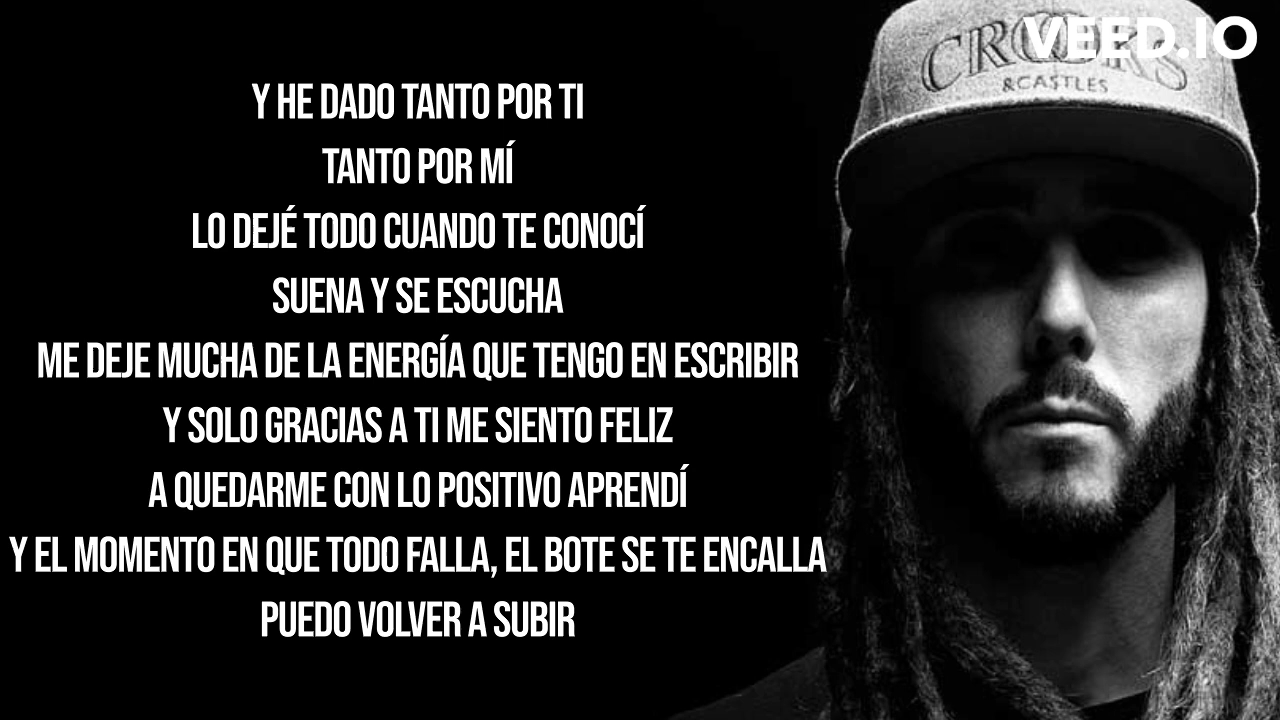 VEED.IO
CROOKS
&CASTLES
Y HE DADO TANTO POR TI
TANTO POR MÍ
LO DEJÉ TODO CUANDO TE CONOCÍ
SUENA Y SE ESCUCHA
ME DEJE MUCHA DE LA ENERGÍA QUE TENGO EN ESCRIBIR
Y SOLO GRACIAS A TI ME SIENTO FELIZ
A QUEDARME CON LO POSITIVO APRENDÍ
Y EL MOMENTO EN QUE TODO FALLA, EL BOTE SE TE ENCALLA
PUEDO VOLVER A SUBIR